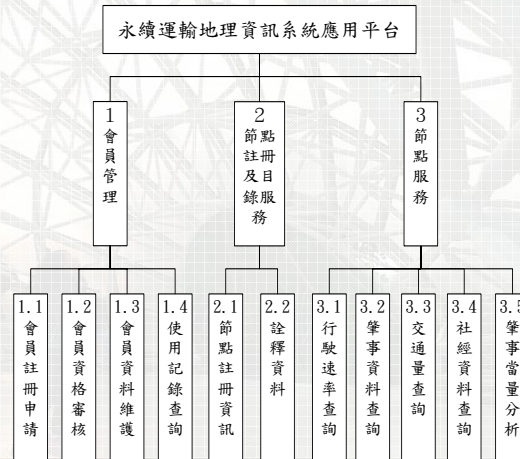 永續運輸地理資訊系統應用平台
1
會員管理
2
節點
註冊
及目
錄服
務
3
節點服務
1.1
會員註冊申請
1.2
會員資格審核
1.3
會員資料維護
1.4
使用記錄查詢
2.1
節點註冊資訊
2.2
詮釋資料
3.1
行駛速率查詢
3.2
肇事資料查詢
3.3
交通量查詢
3.4
社經資料查詢
3.5
肇事當量分析